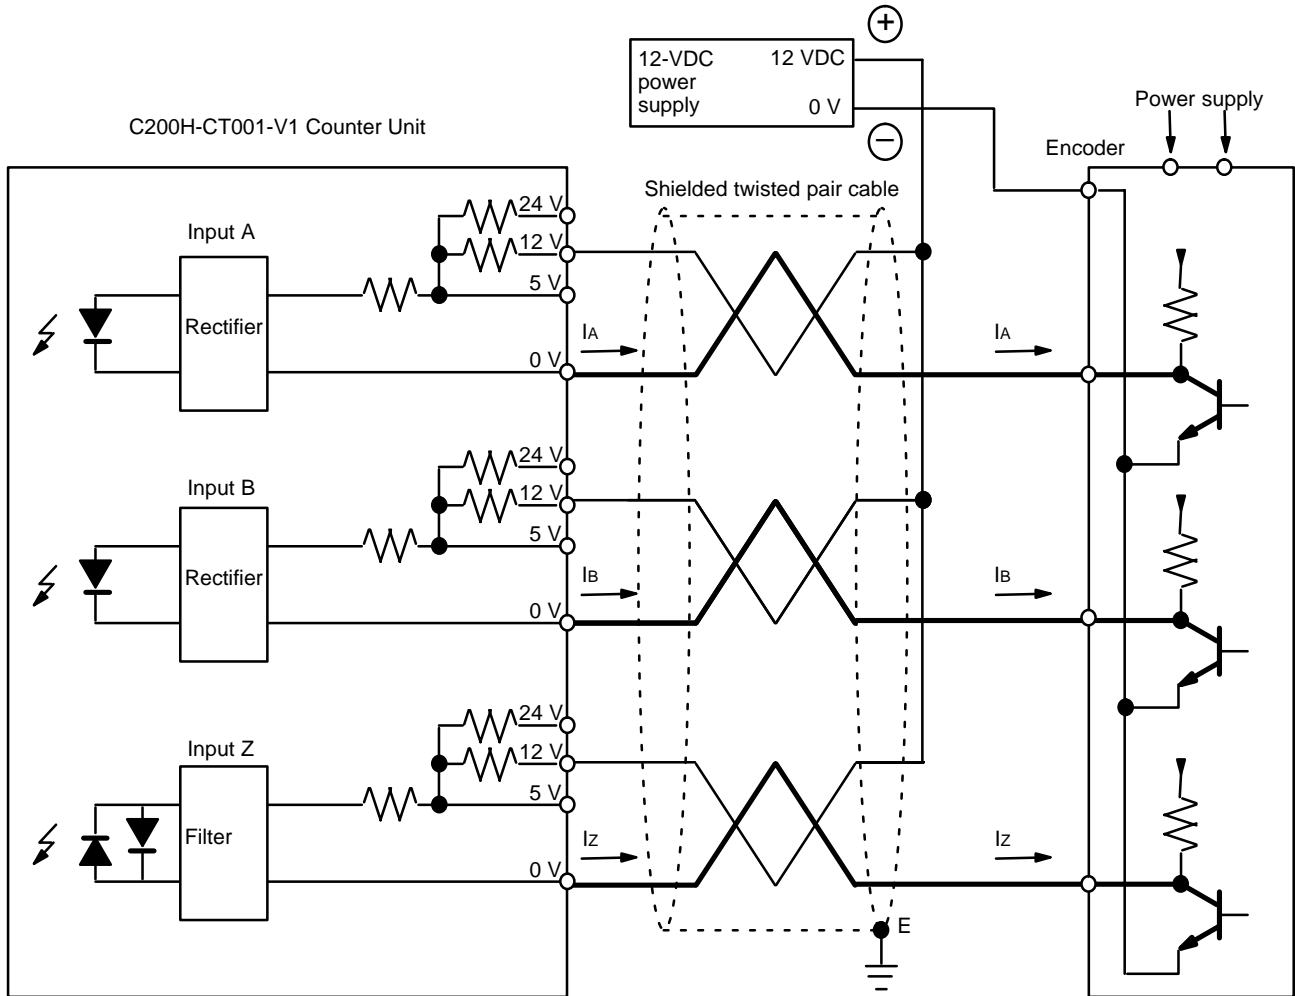 +
12-VDC 12 VDC
power
supply 0 V
−
Power supply
C200H-CT001-V1 Counter Unit
Encoder
Shielded twisted pair cable
Input A
24 V
12 V
5 V
Rectifier
IA
IA
0 V
Input B
24 V
12 V
5 V
Rectifier
IB
IB
0 V
Input Z
24 V
12 V
5 V
Filter
IZ
IZ
0 V
E